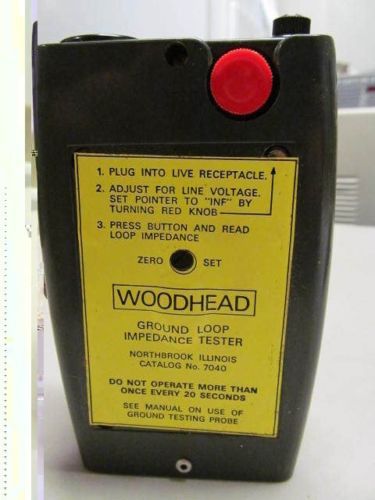 1. PLUG INTO LIVE RECEPTACLE.
2. ADJUST FOR LINE VOLTAGE.
SET POINTER TO "INF" BY
TURNING RED KNOB
3. PRESS BUTTON AND READ
LOOP IMPEDANCE
ZERO SET
WOODHEAD
GROUND LOOP
IMPEDANCE TESTER
NORTHBROOK ILLINOIS
CATALOG No. 7040
DO NOT OPERATE MORE THAN
ONCE EVERY 20 SECONDS
SEE MANUAL ON USE OF
GROUND TESTING PROBE